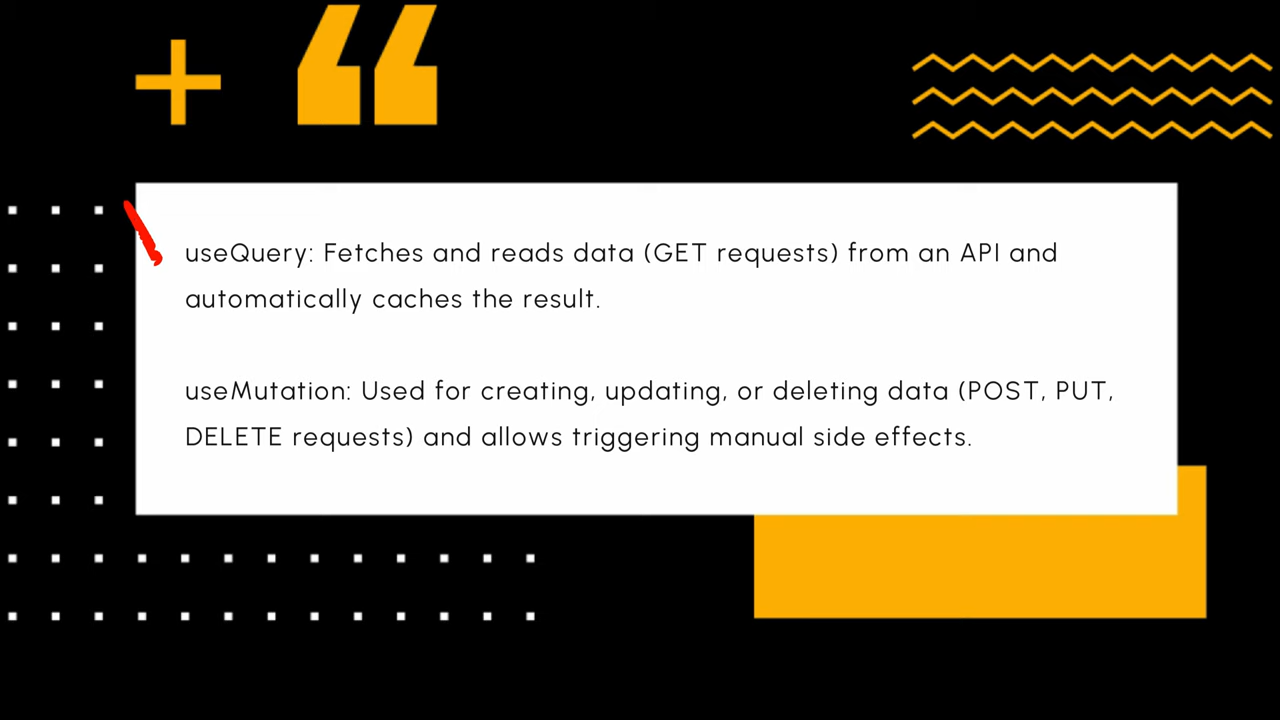 useQuery: Fetches and reads data (GET requests) from an API and
automatically caches the result.
useMutation: Used for creating, updating, or deleting data (POST, PUT,
DELETE requests) and allows triggering manual side effects.